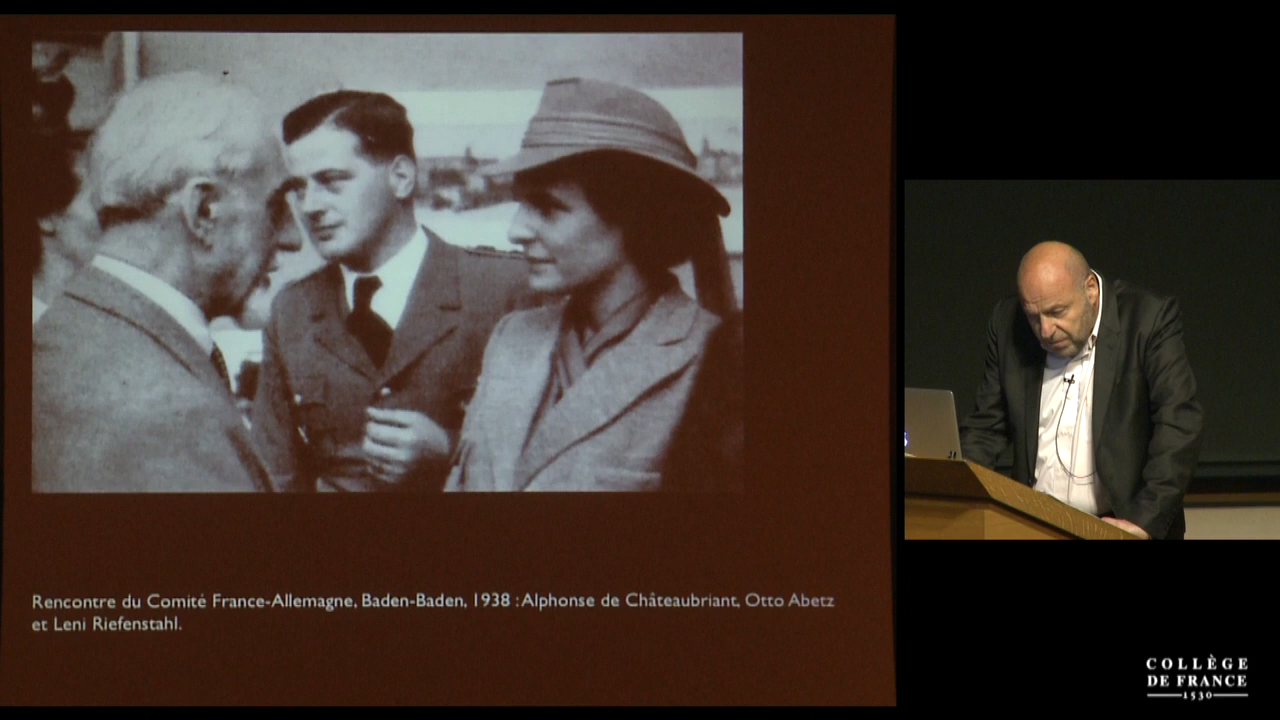 Rencontre du Comité France-Allemagne, Baden-Baden, 1938 : Alphonse de Châteaubriant, Otto Abetz
et Leni Riefenstahl.
COLLÈGE
DE FRANCE
1530